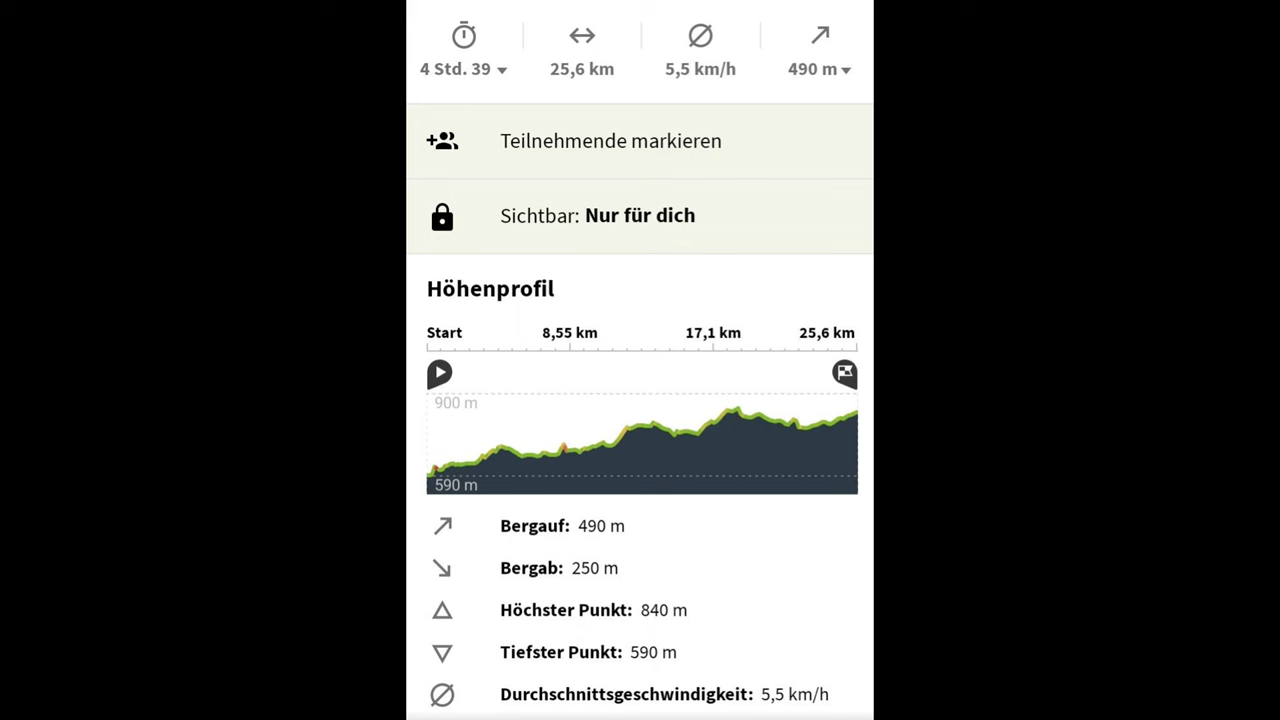 4 Std. 39 25,6 km 5,5 km/h 490 m
Teilnehmende markieren
Sichtbar: Nur für dich
Höhenprofil
Start 8,55 km 17,1 km 25,6 km
900 m
590 m
Bergauf: 490 m
Bergab: 250 m
Höchster Punkt: 840 m
Tiefster Punkt: 590 m
Durchschnittsgeschwindigkeit: 5,5 km/h